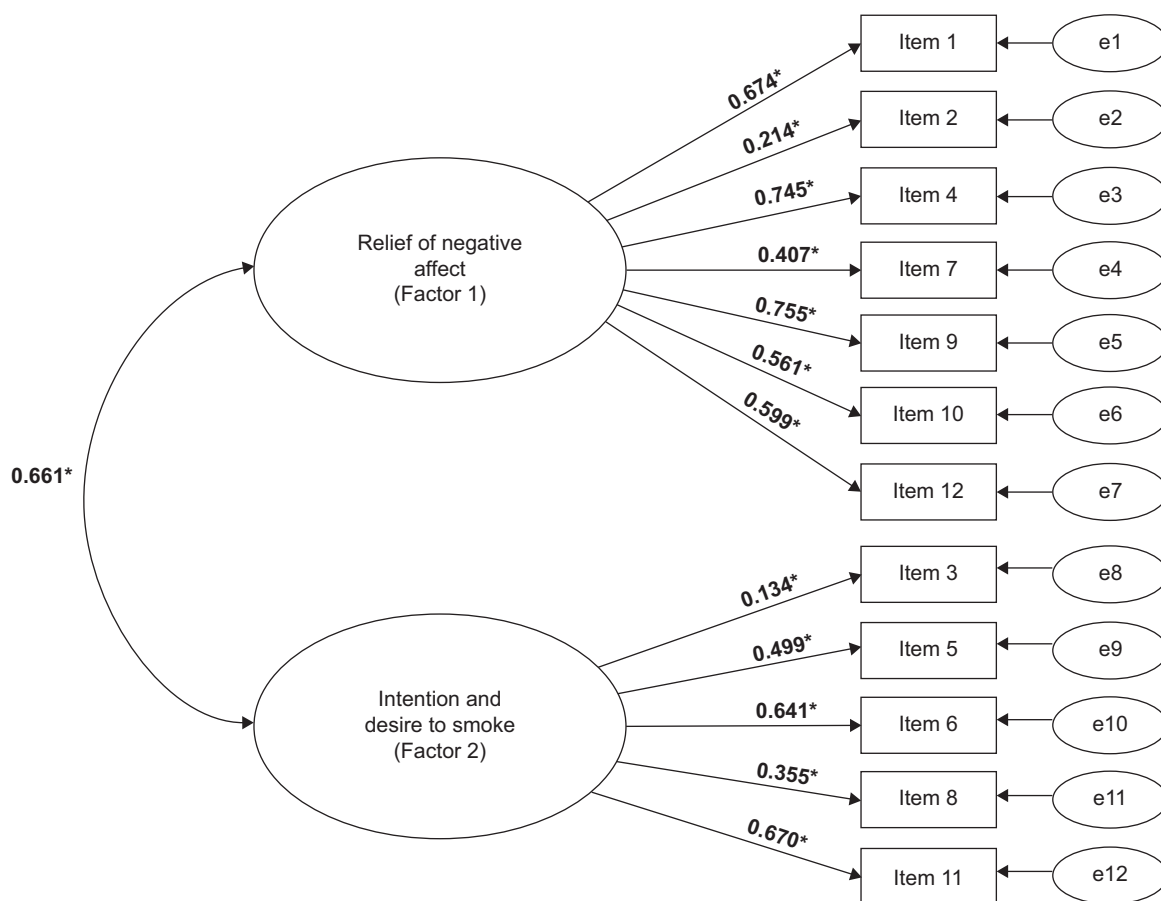 0.674*
Item 1
e1
0.214*
Item 2
e2
0.745*
Item 4
e3
Relief of negative
affect
(Factor 1)
0.407*
Item 7
e4
0.755*
Item 9
e5
0.561*
Item 10
e6
0.599*
Item 12
e7
0.661*
0.134*
Item 3
e8
0.499*
Item 5
e9
Intention and
desire to smoke
(Factor 2)
0.641*
Item 6
e10
0.355*
Item 8
e11
0.670*
Item 11
e12